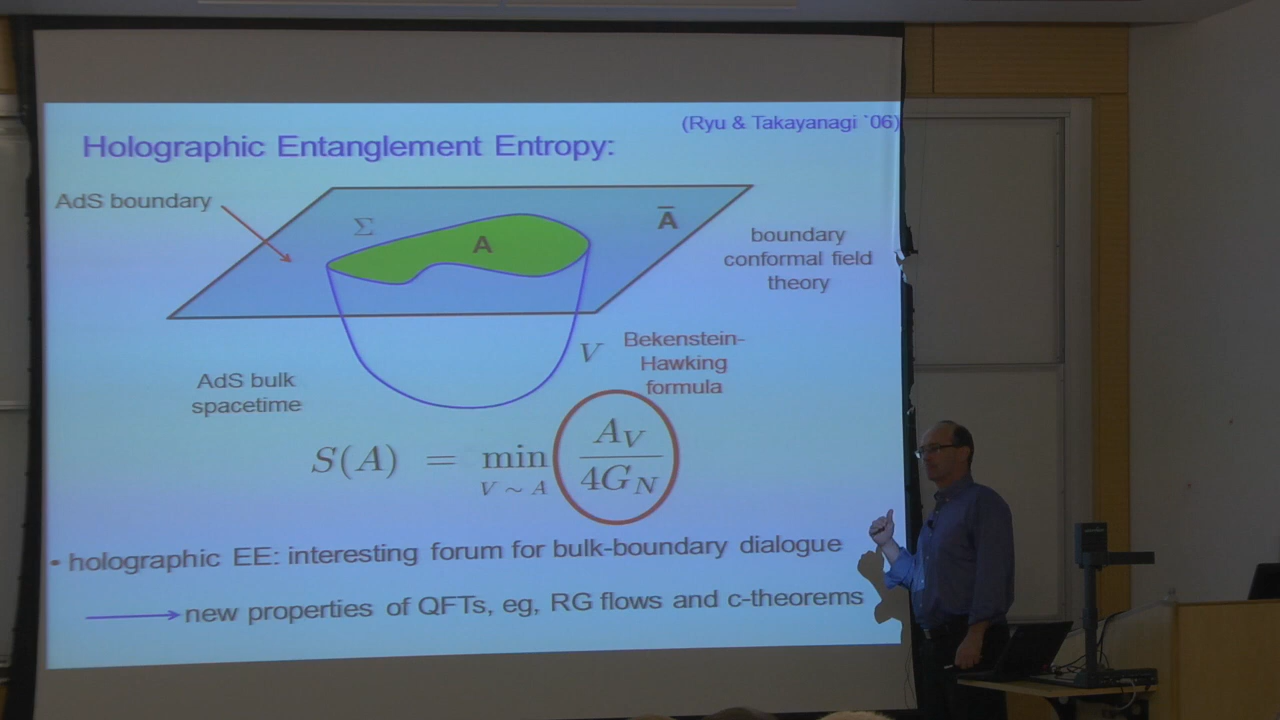 (Ryu & Takayanagi `06)
Holographic Entanglement Entropy:
AdS boundary
Σ
A
Ā
boundary
conformal field
theory
V
Bekenstein-
Hawking
formula
AdS bulk
spacetime
S(A) = min A_V
V ~ A 4G_N
• holographic EE: interesting forum for bulk-boundary dialogue
new properties of QFTs, eg, RG flows and c-theorems